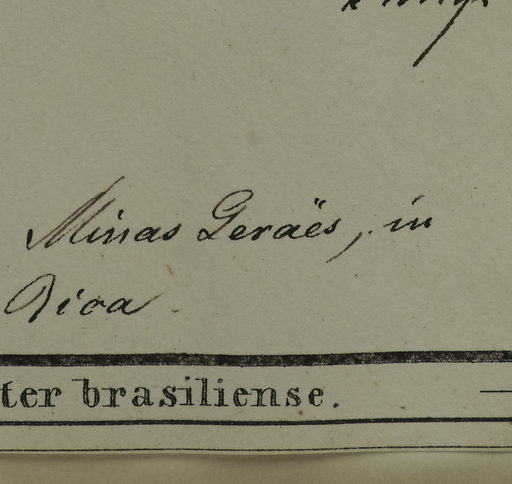 Minas Geraës, in
Rica
ter brasiliense.